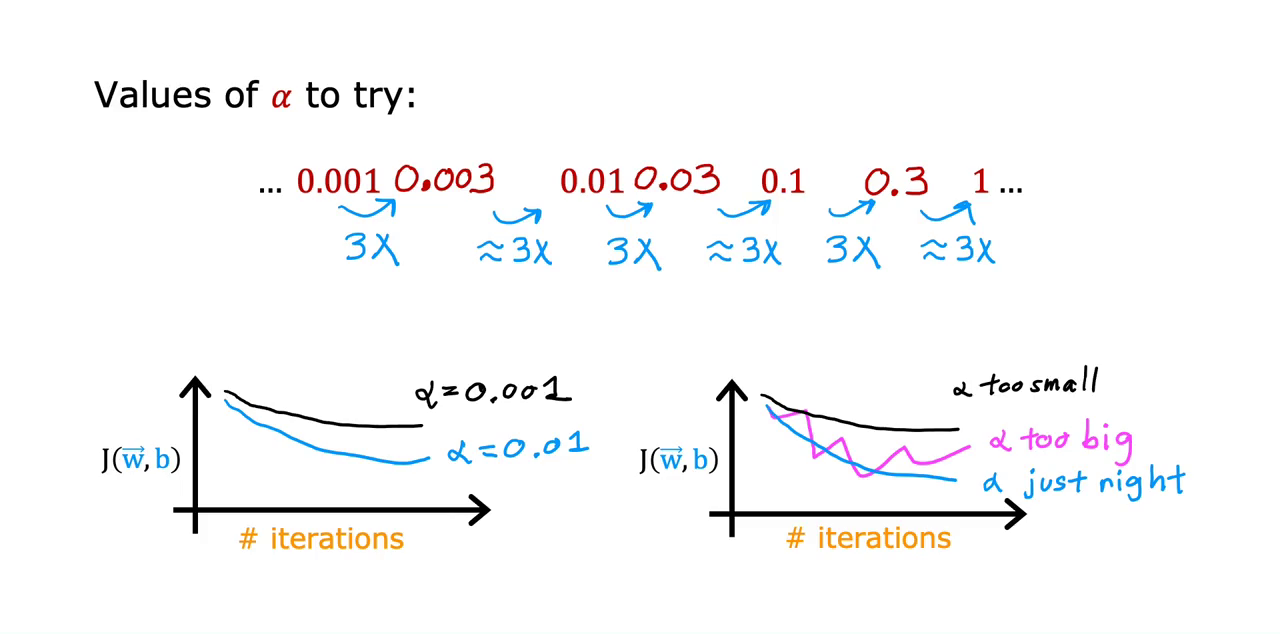 Values of α to try:
... 0.001 0.003 0.01 0.03 0.1 0.3 1 ...
3X ≈3X 3X ≈3X 3X ≈3X
α=0.001
α=0.01
J(w⃗, b)
# iterations
α too small
α too big
α just right
J(w⃗, b)
# iterations